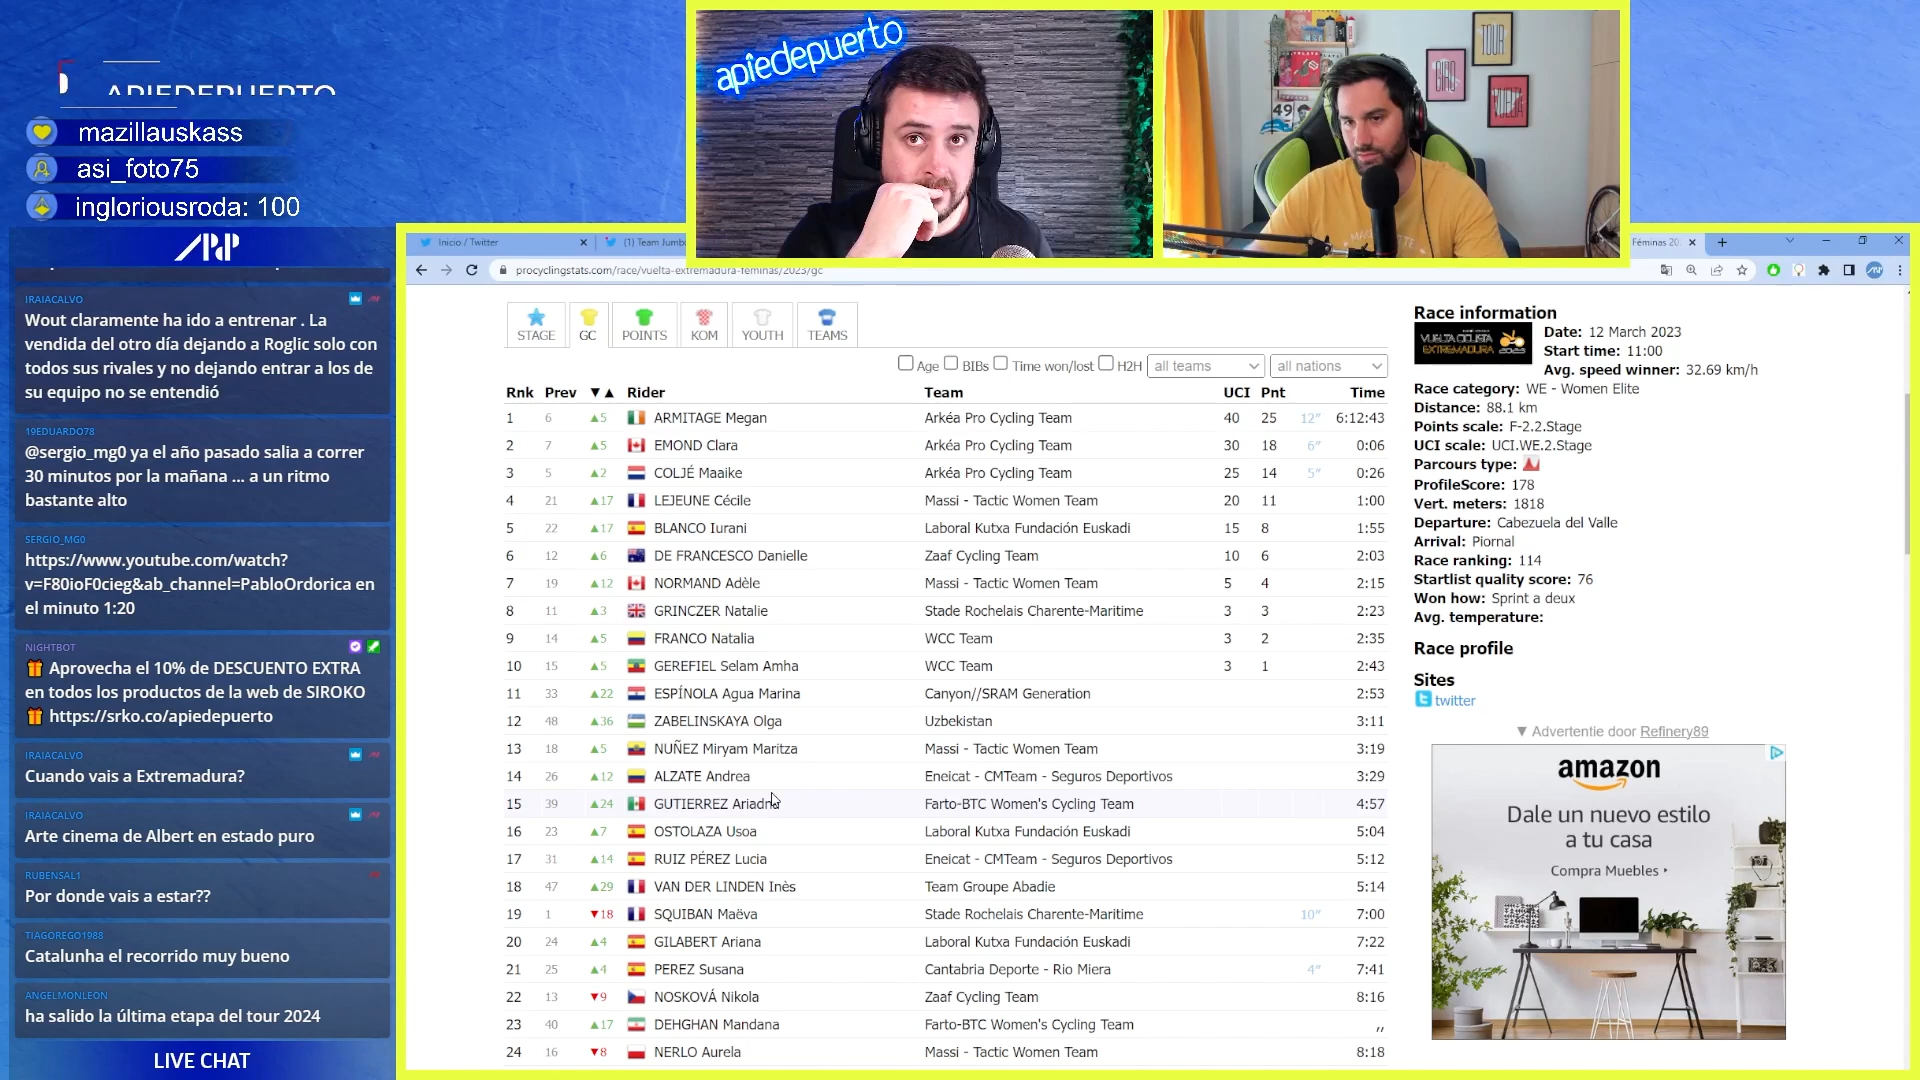 APIEDEPUERTO
mazillauskass
asi_foto75
ingloriousroda: 100
IRAIACALVO
Wout claramente ha ido a entrenar . La
vendida del otro día dejando a Roglic solo con
todos sus rivales y no dejando entrar a los de
su equipo no se entendió
19EDUARDO78
@sergio_mg0 ya el año pasado salia a correr
30 minutos por la mañana ... a un ritmo
bastante alto
SERGIO_MG0
https://www.youtube.com/watch?
v=F80ioF0cieg&ab_channel=PabloOrdorica en
el minuto 1:20
NIGHTBOT
Aprovecha el 10% de DESCUENTO EXTRA
en todos los productos de la web de SIROKO
https://srko.co/apiedepuerto
IRAIACALVO
Cuando vais a Extremadura?
IRAIACALVO
Arte cinema de Albert en estado puro
RUBENSAL1
Por donde vais a estar??
TIAGOREGO1988
Catalunha el recorrido muy bueno
ANGELMONLEON
ha salido la última etapa del tour 2024
LIVE CHAT
apiedepuerto
TOUR
GIRO
VUELTA
49
Inicio / Twitter
(1) Team Jumb
Féminas 20
procyclingstats.com/race/vuelta-extremadura-feminas/2023/gc
STAGE GC POINTS KOM YOUTH TEAMS
Age BIBs Time won/lost H2H all teams all nations
Rnk Prev ▼▲ Rider Team UCI Pnt Time
1 6 ▲5 ARMITAGE Megan Arkéa Pro Cycling Team 40 25 12″ 6:12:43
2 7 ▲5 EMOND Clara Arkéa Pro Cycling Team 30 18 6″ 0:06
3 5 ▲2 COLJÉ Maaike Arkéa Pro Cycling Team 25 14 5″ 0:26
4 21 ▲17 LEJEUNE Cécile Massi - Tactic Women Team 20 11 1:00
5 22 ▲17 BLANCO Iurani Laboral Kutxa Fundación Euskadi 15 8 1:55
6 12 ▲6 DE FRANCESCO Danielle Zaaf Cycling Team 10 6 2:03
7 19 ▲12 NORMAND Adèle Massi - Tactic Women Team 5 4 2:15
8 11 ▲3 GRINCZER Natalie Stade Rochelais Charente-Maritime 3 3 2:23
9 14 ▲5 FRANCO Natalia WCC Team 3 2 2:35
10 15 ▲5 GEREFIEL Selam Amha WCC Team 3 1 2:43
11 33 ▲22 ESPÍNOLA Agua Marina Canyon//SRAM Generation 2:53
12 48 ▲36 ZABELINSKAYA Olga Uzbekistan 3:11
13 18 ▲5 NUÑEZ Miryam Maritza Massi - Tactic Women Team 3:19
14 26 ▲12 ALZATE Andrea Eneicat - CMTeam - Seguros Deportivos 3:29
15 39 ▲24 GUTIERREZ Ariadna Farto-BTC Women's Cycling Team 4:57
16 23 ▲7 OSTOLAZA Usoa Laboral Kutxa Fundación Euskadi 5:04
17 31 ▲14 RUIZ PÉREZ Lucia Eneicat - CMTeam - Seguros Deportivos 5:12
18 47 ▲29 VAN DER LINDEN Inès Team Groupe Abadie 5:14
19 1 ▼18 SQUIBAN Maëva Stade Rochelais Charente-Maritime 10″ 7:00
20 24 ▲4 GILABERT Ariana Laboral Kutxa Fundación Euskadi 7:22
21 25 ▲4 PEREZ Susana Cantabria Deporte - Rio Miera 4″ 7:41
22 13 ▼9 NOSKOVÁ Nikola Zaaf Cycling Team 8:16
23 40 ▲17 DEHGHAN Mandana Farto-BTC Women's Cycling Team ,,
24 16 ▼8 NERLO Aurela Massi - Tactic Women Team 8:18
Race information
VUELTA CICLISTA
EXTREMADURA 2023
Date: 12 March 2023
Start time: 11:00
Avg. speed winner: 32.69 km/h
Race category: WE - Women Elite
Distance: 88.1 km
Points scale: F-2.2.Stage
UCI scale: UCI.WE.2.Stage
Parcours type:
ProfileScore: 178
Vert. meters: 1818
Departure: Cabezuela del Valle
Arrival: Piornal
Race ranking: 114
Startlist quality score: 76
Won how: Sprint a deux
Avg. temperature:
Race profile
Sites
twitter
▼ Advertentie door Refinery89
amazon
Dale un nuevo estilo
a tu casa
Compra Muebles